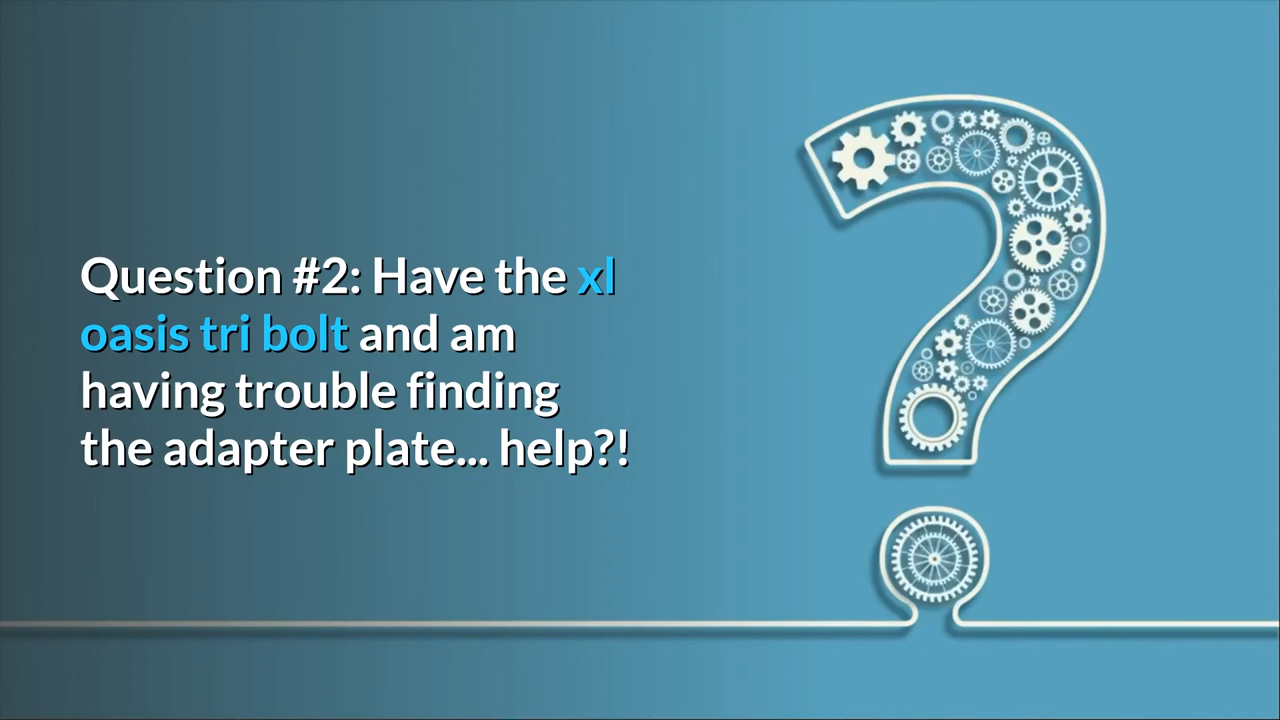 Question #2: Have the xl
oasis tri bolt and am
having trouble finding
the adapter plate... help?!